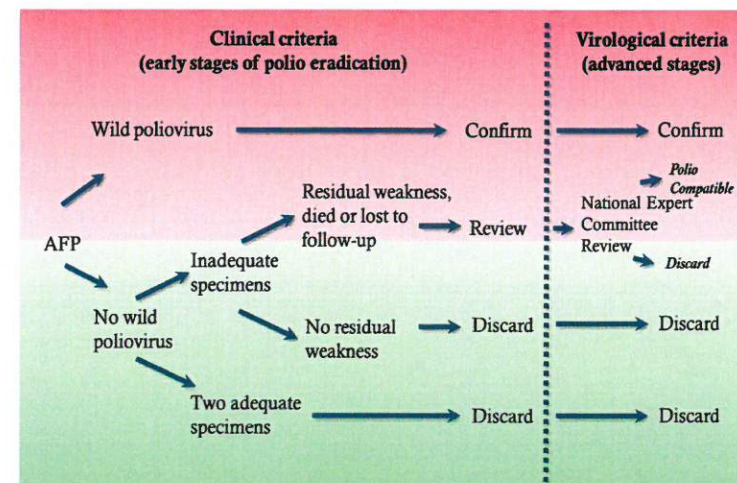 Clinical criteria
(early stages of polio eradication)
Virological criteria
(advanced stages)
Wild poliovirus
Confirm
Confirm
Residual weakness,
died or lost to
follow-up
Review
National Expert
Committee
Review
Polio
Compatible
Discard
AFP
Inadequate
specimens
No wild
poliovirus
No residual
weakness
Discard
Discard
Two adequate
specimens
Discard
Discard